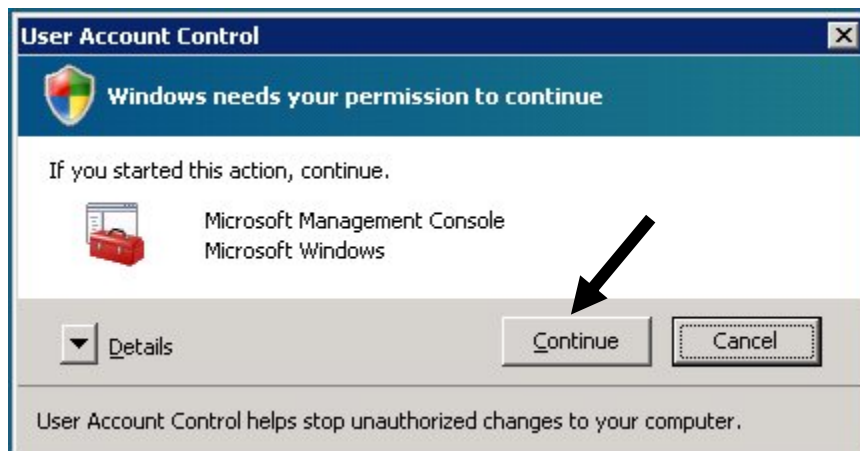 User Account Control
Windows needs your permission to continue
If you started this action, continue.
Microsoft Management Console
Microsoft Windows
Details
Continue
Cancel
User Account Control helps stop unauthorized changes to your computer.